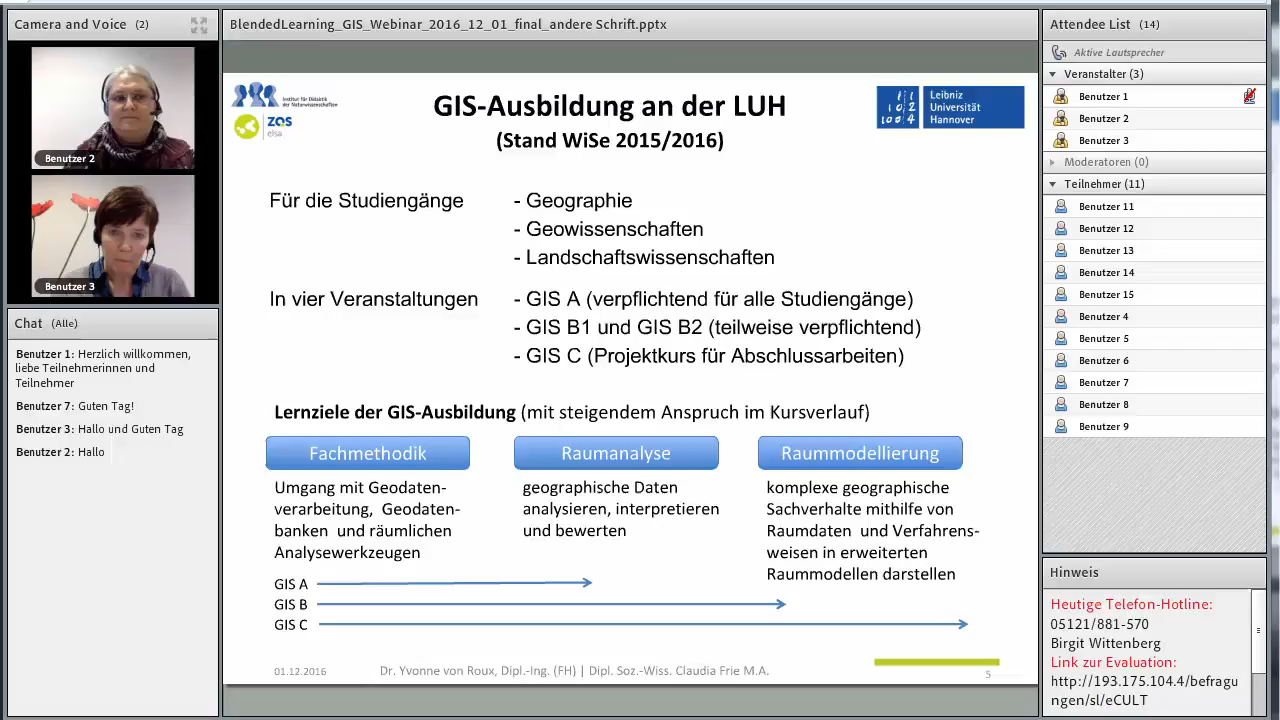 Camera and Voice (2)
Benutzer 2
Benutzer 3
Chat (Alle)
Benutzer 1: Herzlich willkommen,
liebe Teilnehmerinnen und
Teilnehmer
Benutzer 7: Guten Tag!
Benutzer 3: Hallo und Guten Tag
Benutzer 2: Hallo
BlendedLearning_GIS_Webinar_2016_12_01_final_andere Schrift.pptx
Institut für Didaktik
der Naturwissenschaften
ZQS
elsa
GIS-Ausbildung an der LUH
(Stand WiSe 2015/2016)
Leibniz
Universität
Hannover
Für die Studiengänge
- Geographie
- Geowissenschaften
- Landschaftswissenschaften
In vier Veranstaltungen
- GIS A (verpflichtend für alle Studiengänge)
- GIS B1 und GIS B2 (teilweise verpflichtend)
- GIS C (Projektkurs für Abschlussarbeiten)
Lernziele der GIS-Ausbildung (mit steigendem Anspruch im Kursverlauf)
Fachmethodik
Umgang mit Geodaten-
verarbeitung, Geodaten-
banken und räumlichen
Analysewerkzeugen
Raumanalyse
geographische Daten
analysieren, interpretieren
und bewerten
Raummodellierung
komplexe geographische
Sachverhalte mithilfe von
Raumdaten und Verfahrens-
weisen in erweiterten
Raummodellen darstellen
GIS A
GIS B
GIS C
01.12.2016
Dr. Yvonne von Roux, Dipl.-Ing. (FH) | Dipl. Soz.-Wiss. Claudia Frie M.A.
5
Attendee List (14)
Aktive Lautsprecher
Veranstalter (3)
Benutzer 1
Benutzer 2
Benutzer 3
Moderatoren (0)
Teilnehmer (11)
Benutzer 11
Benutzer 12
Benutzer 13
Benutzer 14
Benutzer 15
Benutzer 4
Benutzer 5
Benutzer 6
Benutzer 7
Benutzer 8
Benutzer 9
Hinweis
Heutige Telefon-Hotline:
05121/881-570
Birgit Wittenberg
Link zur Evaluation:
http://193.175.104.4/befragu
ngen/sl/eCULT